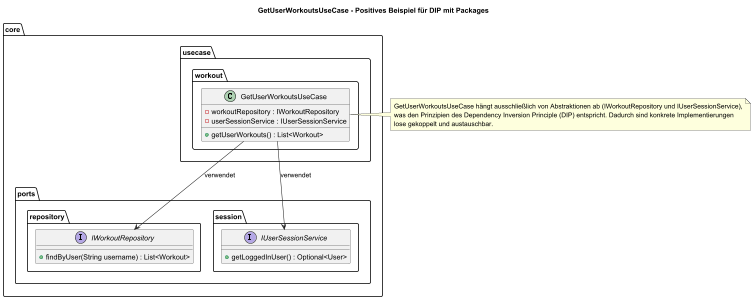 GetUserWorkoutsUseCase - Positives Beispiel für DIP mit Packages
core
usecase
workout
C GetUserWorkoutsUseCase
workoutRepository : IWorkoutRepository
userSessionService : IUserSessionService
getUserWorkouts() : List<Workout>
GetUserWorkoutsUseCase hängt ausschließlich von Abstraktionen ab (IWorkoutRepository und IUserSessionService),
was den Prinzipien des Dependency Inversion Principle (DIP) entspricht. Dadurch sind konkrete Implementierungen
lose gekoppelt und austauschbar.
verwendet
verwendet
ports
repository
I IWorkoutRepository
findByUser(String username) : List<Workout>
session
I IUserSessionService
getLoggedInUser() : Optional<User>